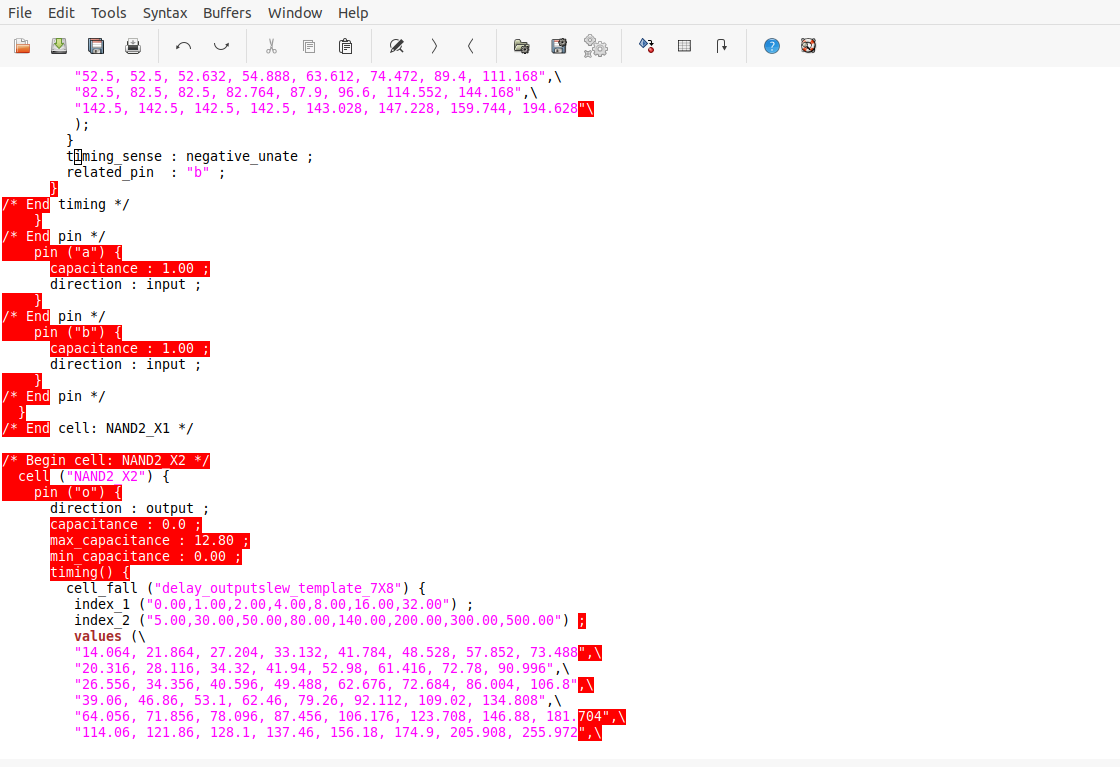 File Edit Tools Syntax Buffers Window Help
"52.5, 52.5, 52.632, 54.888, 63.612, 74.472, 89.4, 111.168",\
"82.5, 82.5, 82.5, 82.764, 87.9, 96.6, 114.552, 144.168",\
"142.5, 142.5, 142.5, 142.5, 143.028, 147.228, 159.744, 194.628"\
);
}
timing_sense : negative_unate ;
related_pin  : "b" ;
}
/* End timing */
}
/* End pin */
pin ("a") {
capacitance : 1.00 ;
direction : input ;
}
/* End pin */
pin ("b") {
capacitance : 1.00 ;
direction : input ;
}
/* End pin */
}
/* End cell: NAND2_X1 */
/* Begin cell: NAND2_X2 */
cell ("NAND2_X2") {
pin ("o") {
direction : output ;
capacitance : 0.0 ;
max_capacitance : 12.80 ;
min_capacitance : 0.00 ;
timing() {
cell_fall ("delay_outputslew_template_7X8") {
index_1 ("0.00,1.00,2.00,4.00,8.00,16.00,32.00") ;
index_2 ("5.00,30.00,50.00,80.00,140.00,200.00,300.00,500.00") ;
values (\
"14.064, 21.864, 27.204, 33.132, 41.784, 48.528, 57.852, 73.488",\
"20.316, 28.116, 34.32, 41.94, 52.98, 61.416, 72.78, 90.996",\
"26.556, 34.356, 40.596, 49.488, 62.676, 72.684, 86.004, 106.8",\
"39.06, 46.86, 53.1, 62.46, 79.26, 92.112, 109.02, 134.808",\
"64.056, 71.856, 78.096, 87.456, 106.176, 123.708, 146.88, 181.704",\
"114.06, 121.86, 128.1, 137.46, 156.18, 174.9, 205.908, 255.972",\